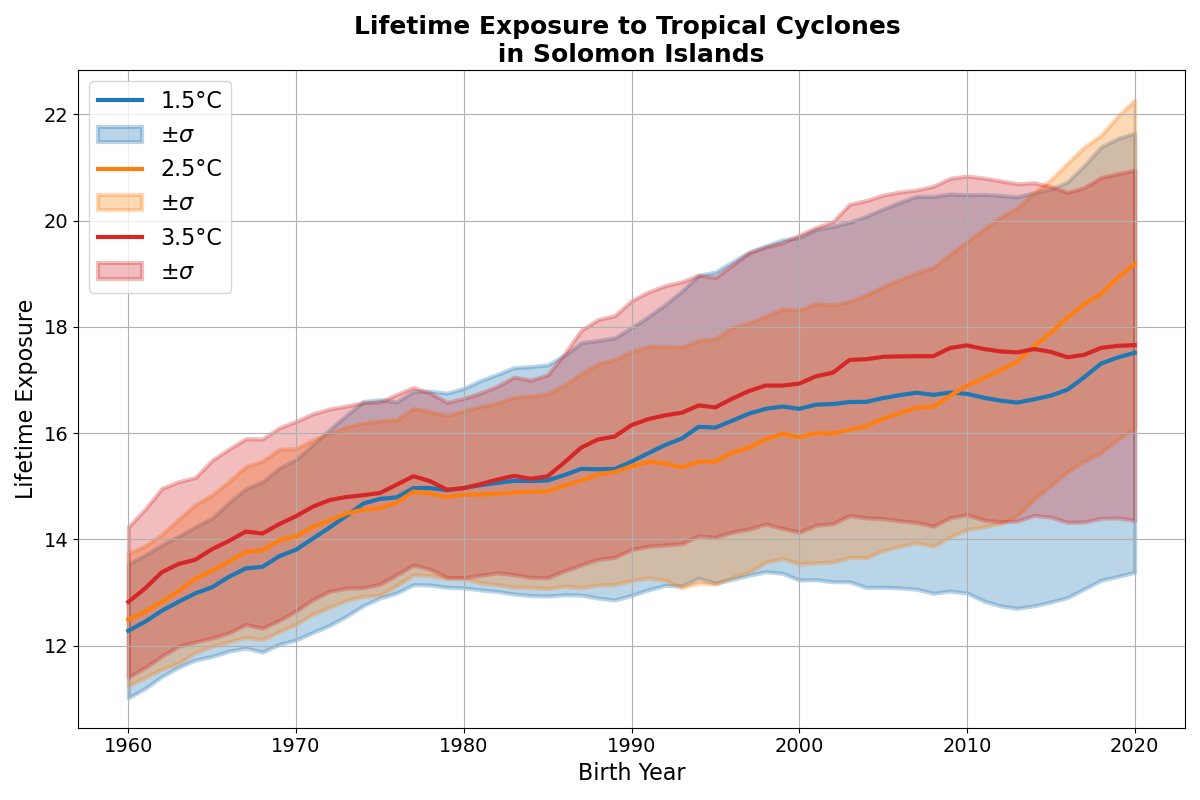 Lifetime Exposure to Tropical Cyclones
in Solomon Islands
1.5°C
±σ
2.5°C
±σ
3.5°C
±σ
Lifetime Exposure
22
20
18
16
14
12
1960 1970 1980 1990 2000 2010 2020
Birth Year